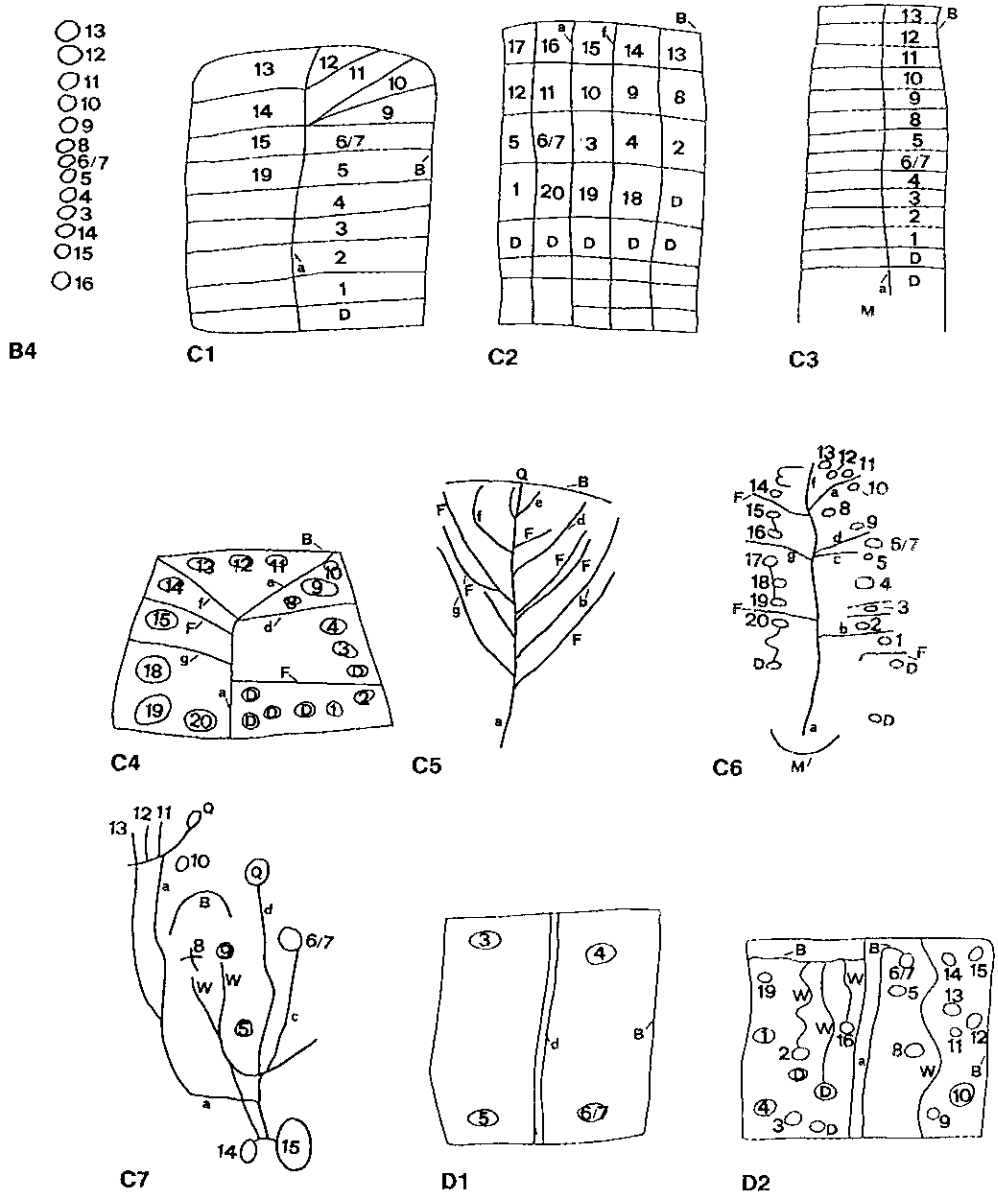 13
12
11
10
9
8
6/7
5
4
3
14
15
16
B4
13 12 11 10
14 9
15 6/7
19 5 B
4
3
a 2
1
D
C1
a f B
17 16 15 14 13
12 11 10 9 8
5 6/7 3 4 2
1 20 19 18 D
D D D D D
C2
13 B
12
11
10
9
8
5
6/7
4
3
2
1
D
a D
M
C3
B
13 12 11 10
14 a 9
f 8
15 F d 4
g 3
18 F D
a D 2
19 20 D D D 1
C4
Q B
F f e
F d
F F
g b
F
a
C5
13 12 11
14 f a 10
F 8
15 9
16 d 6/7
17 g c 5
18 4
19 3
F 2
20 b 1
F
D D
a D
M
C6
13 12 11 Q
10
a Q
B d
8 9 6/7
W W
5 c
a
14 15
C7
3 4
d B
5 6/7
D1
B B
19 W W 6/7 14 15
5 13
1 W 16 12
2 a 8 11
D W B
D 10
4 3 D 9
D2